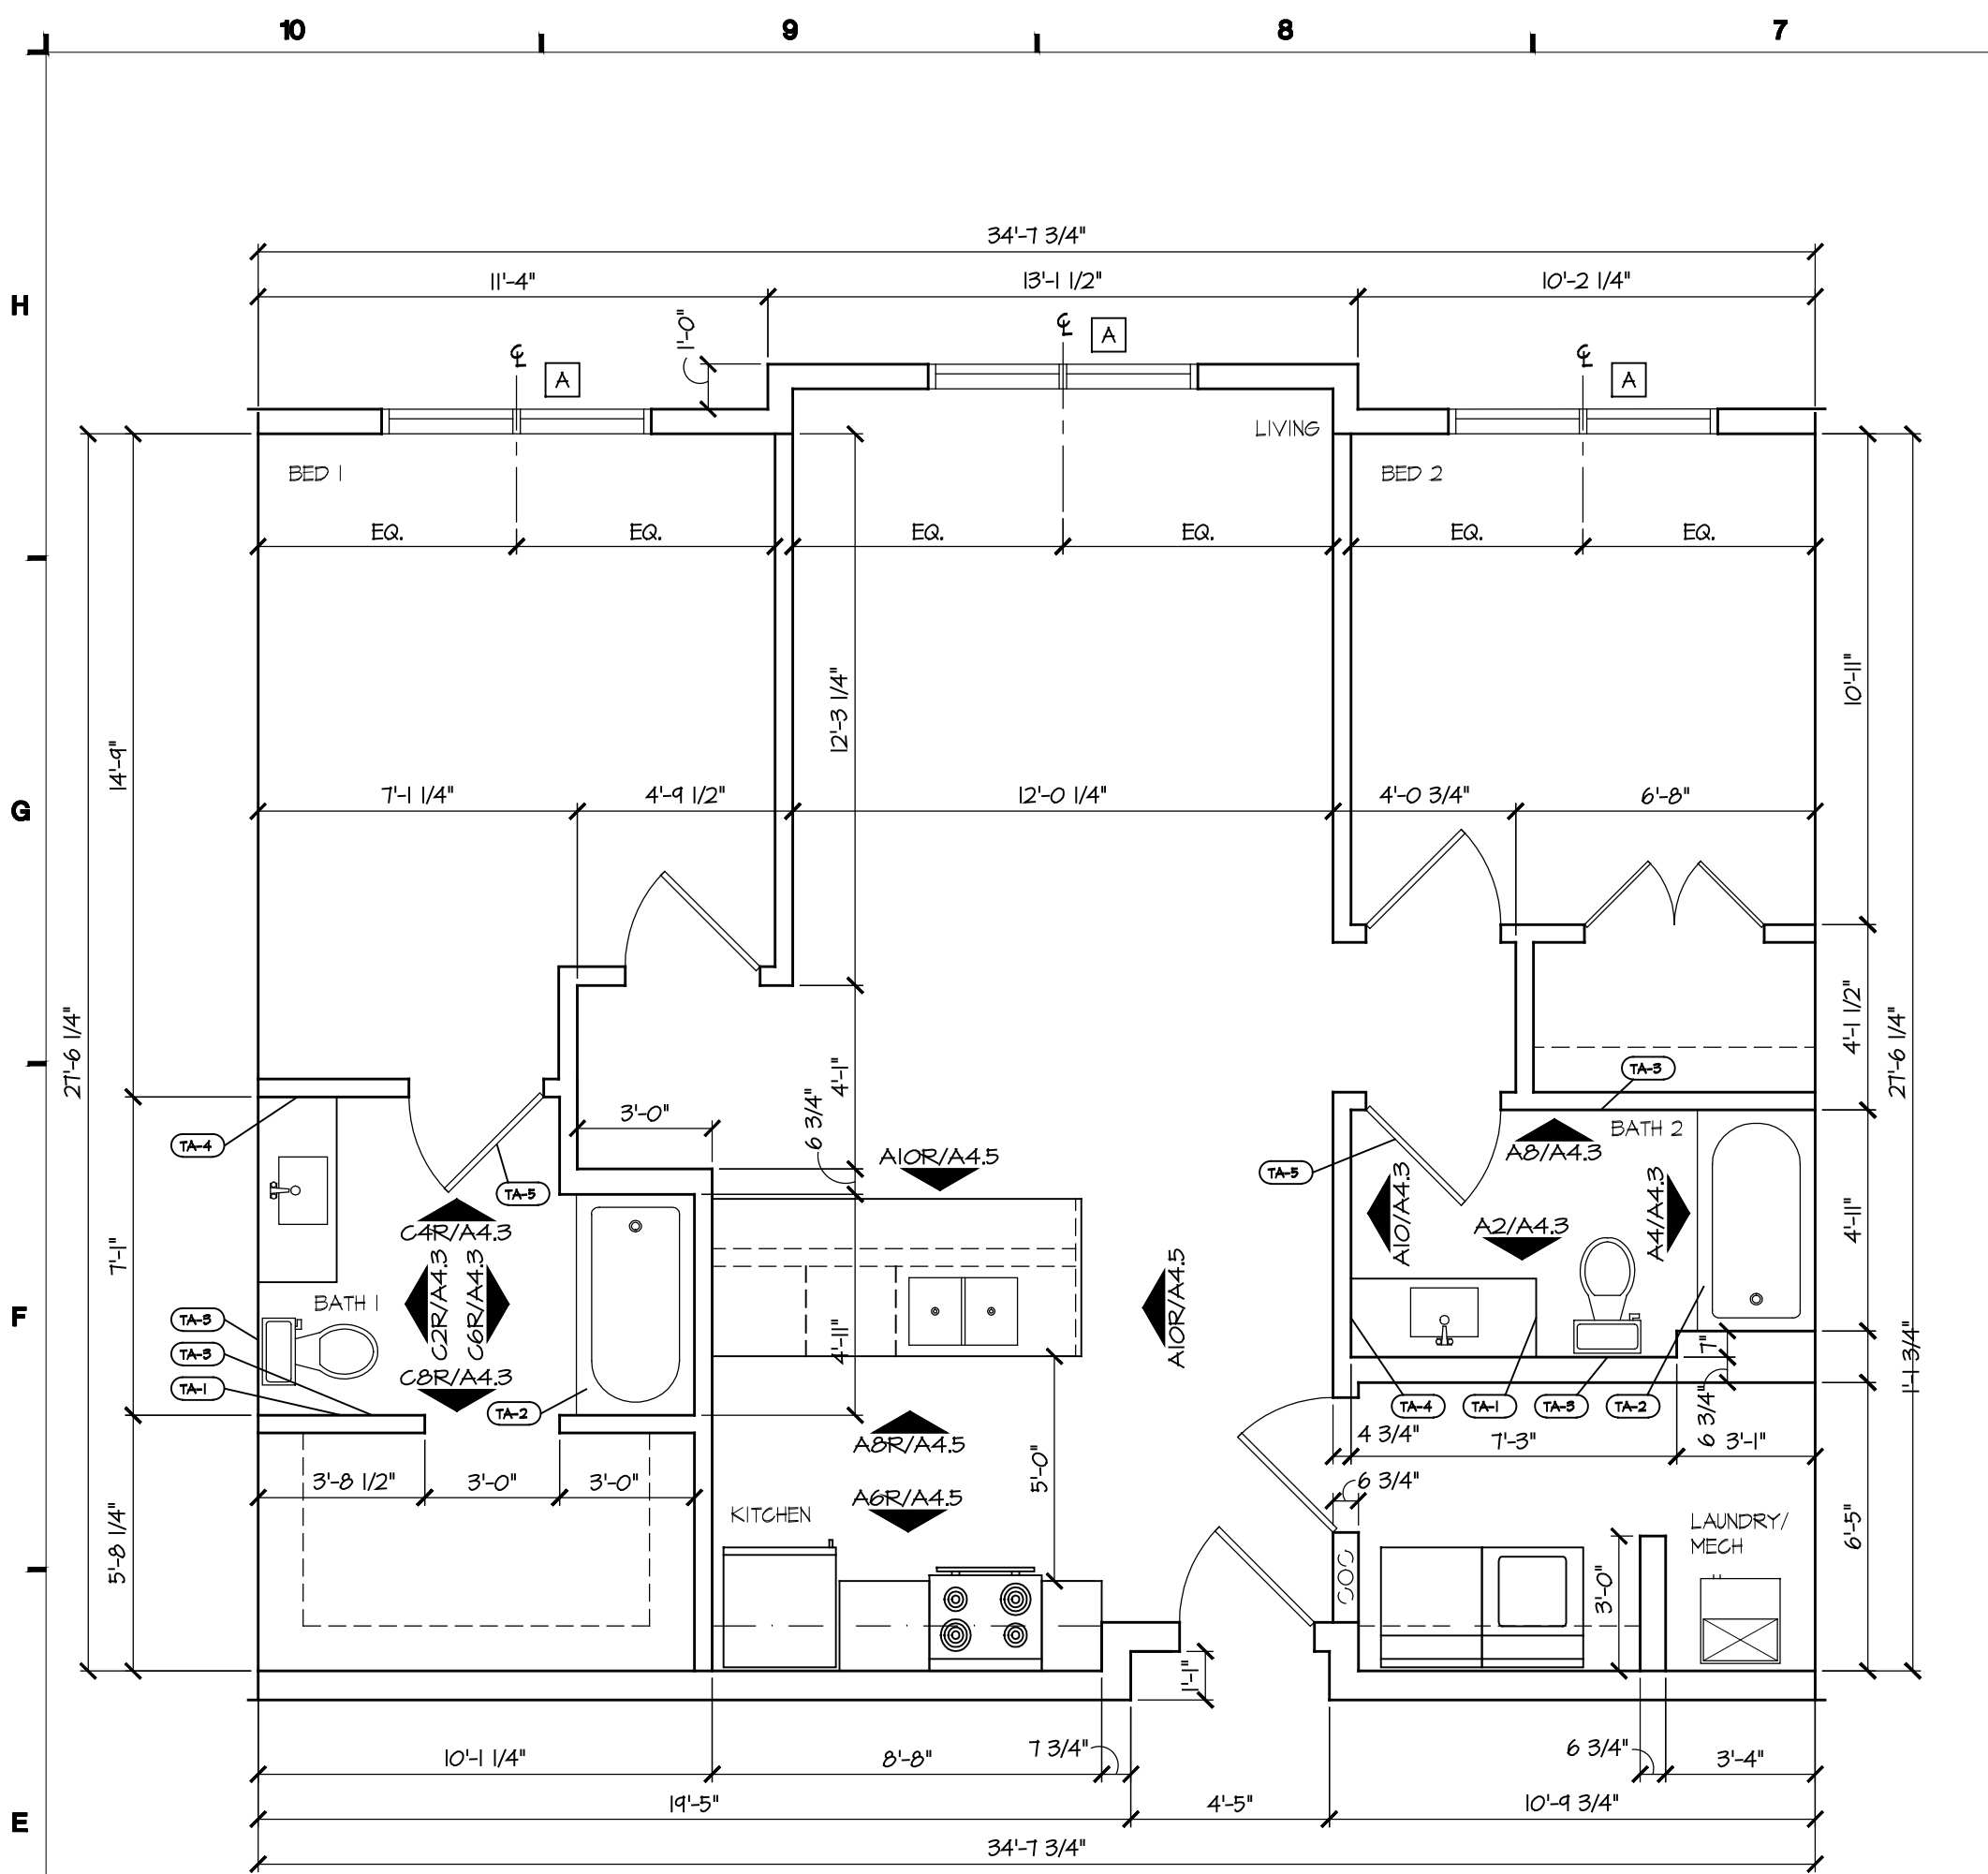 10 9 8 7
34'-7 3/4"
11'-4" 13'-1 1/2" 10'-2 1/4"
H
1'-0"
℄ A
℄ A
℄ A
LIVING
BED 1
BED 2
EQ. EQ. EQ. EQ. EQ. EQ.
10'-11"
12'-3 1/4"
14'-9"
G
7'-1 1/4" 4'-9 1/2" 12'-0 1/4" 4'-0 3/4" 6'-8"
27'-6 1/4"
4'-1 1/2"
27'-6 1/4"
4'-1"
TA-3
3'-0"
6 3/4"
TA-4
A10R/A4.5
BATH 2
A8/A4.3
TA-5
TA-5
A10/A4.3
A2/A4.3
A4/A4.3
4'-11"
7'-1"
C4R/A4.3
C2R/A4.3
C6R/A4.3
A10R/A4.5
BATH 1
F
TA-3
TA-3
TA-1
4'-11"
7"
1'-1 3/4"
C8R/A4.3
TA-2
TA-4 TA-1 TA-3 TA-2
6 3/4"
A8R/A4.5
4 3/4" 7'-3" 3'-1"
5'-0"
3'-8 1/2" 3'-0" 3'-0"
6 3/4"
A6R/A4.5
KITCHEN
LAUNDRY/
MECH
6'-5"
5'-8 1/4"
3'-0"
1'-1"
10'-1 1/4" 8'-8" 7 3/4" 6 3/4" 3'-4"
19'-5" 4'-5" 10'-9 3/4"
E
34'-7 3/4"